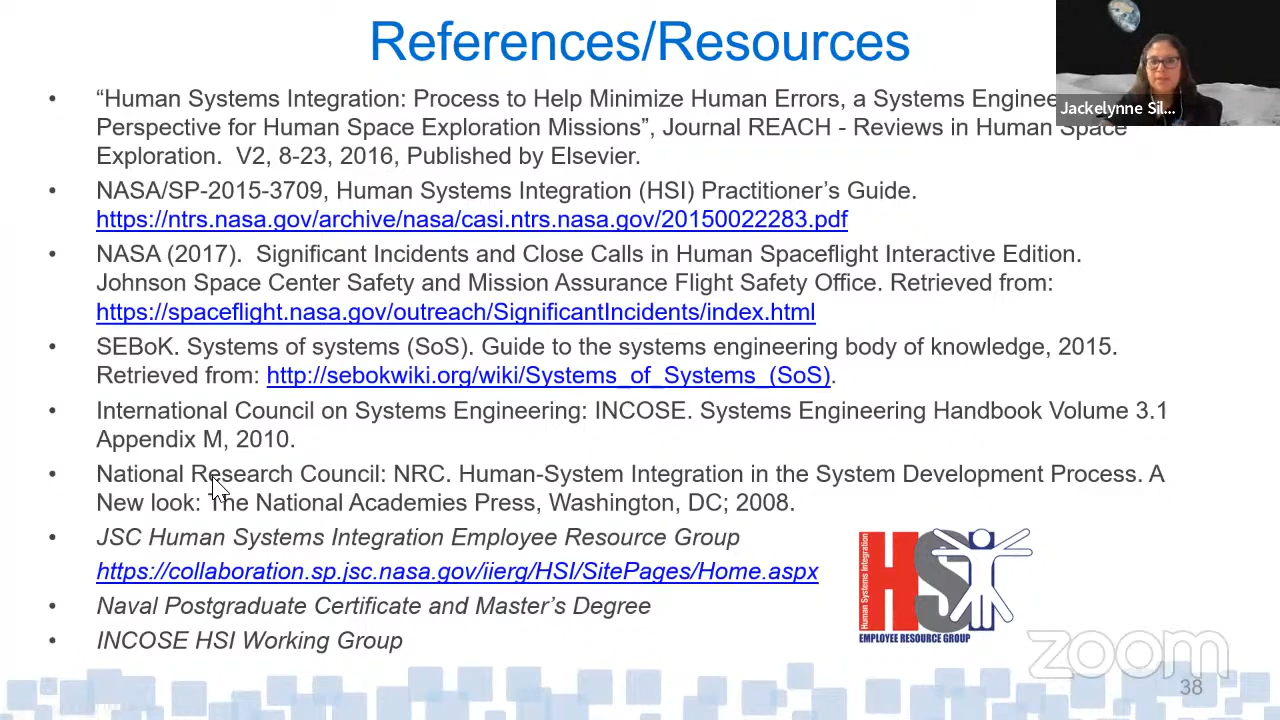 References/Resources
Jackelynne Sil...
• “Human Systems Integration: Process to Help Minimize Human Errors, a Systems Enginee
Perspective for Human Space Exploration Missions”, Journal REACH - Reviews in Human Space
Exploration.  V2, 8-23, 2016, Published by Elsevier.
• NASA/SP-2015-3709, Human Systems Integration (HSI) Practitioner’s Guide.
https://ntrs.nasa.gov/archive/nasa/casi.ntrs.nasa.gov/20150022283.pdf
• NASA (2017).  Significant Incidents and Close Calls in Human Spaceflight Interactive Edition.
Johnson Space Center Safety and Mission Assurance Flight Safety Office. Retrieved from:
https://spaceflight.nasa.gov/outreach/SignificantIncidents/index.html
• SEBoK. Systems of systems (SoS). Guide to the systems engineering body of knowledge, 2015.
Retrieved from: http://sebokwiki.org/wiki/Systems_of_Systems_(SoS).
• International Council on Systems Engineering: INCOSE. Systems Engineering Handbook Volume 3.1
Appendix M, 2010.
• National Research Council: NRC. Human-System Integration in the System Development Process. A
New look: The National Academies Press, Washington, DC; 2008.
• JSC Human Systems Integration Employee Resource Group
https://collaboration.sp.jsc.nasa.gov/iierg/HSI/SitePages/Home.aspx
• Naval Postgraduate Certificate and Master’s Degree
• INCOSE HSI Working Group
Human Systems Integration
HSI
EMPLOYEE RESOURCE GROUP
zoom
38